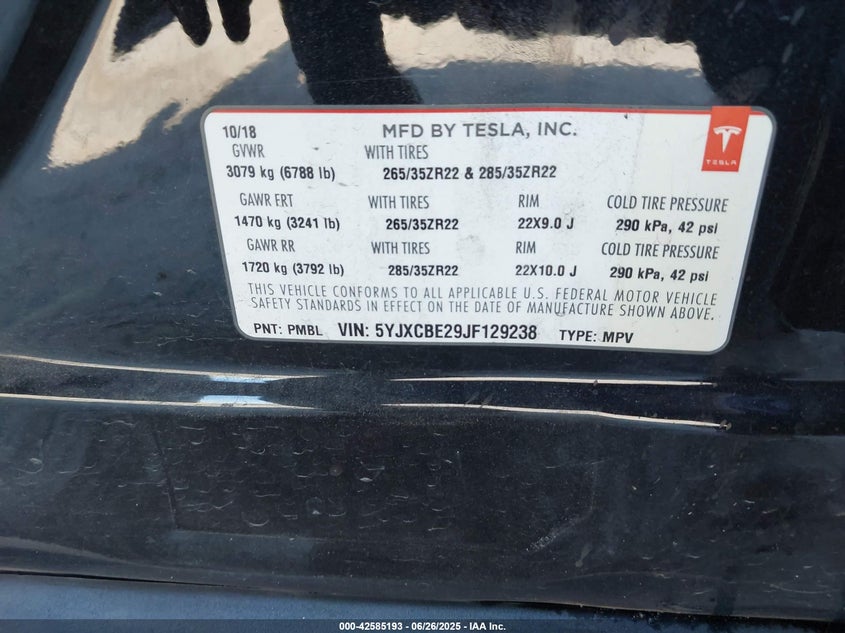 10/18 MFD BY TESLA, INC.
GVWR WITH TIRES
3079 kg (6788 lb) 265/35ZR22 & 285/35ZR22
TESLA
GAWR FRT WITH TIRES RIM COLD TIRE PRESSURE
1470 kg (3241 lb) 265/35ZR22 22X9.0 J 290 kPa, 42 psi
GAWR RR WITH TIRES RIM COLD TIRE PRESSURE
1720 kg (3792 lb) 285/35ZR22 22X10.0 J 290 kPa, 42 psi
THIS VEHICLE CONFORMS TO ALL APPLICABLE U.S. FEDERAL MOTOR VEHICLE
SAFETY STANDARDS IN EFFECT ON THE DATE OF MANUFACTURE SHOWN ABOVE.
PNT: PMBL VIN: 5YJXCBE29JF129238 TYPE: MPV
000-42585193 - 06/26/2025 - IAA Inc.